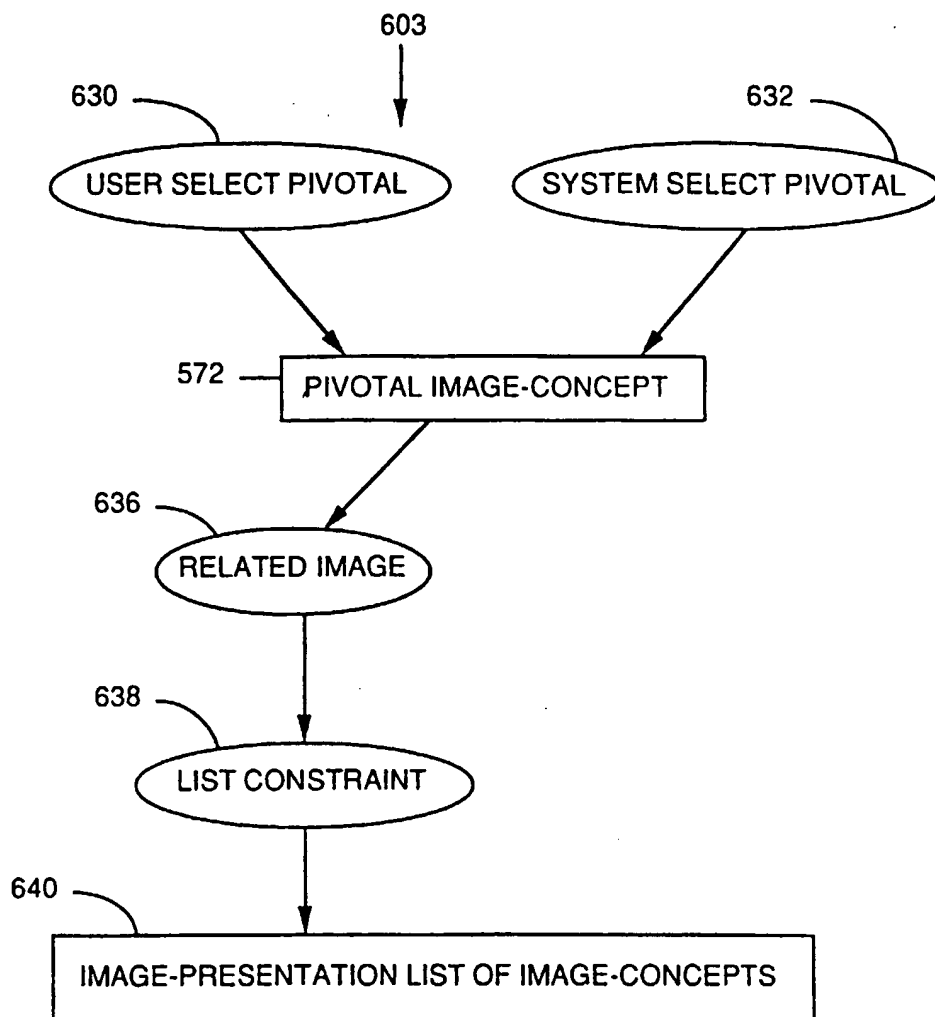 603
630
632
USER SELECT PIVOTAL
SYSTEM SELECT PIVOTAL
572
PIVOTAL IMAGE-CONCEPT
636
RELATED IMAGE
638
LIST CONSTRAINT
640
IMAGE-PRESENTATION LIST OF IMAGE-CONCEPTS